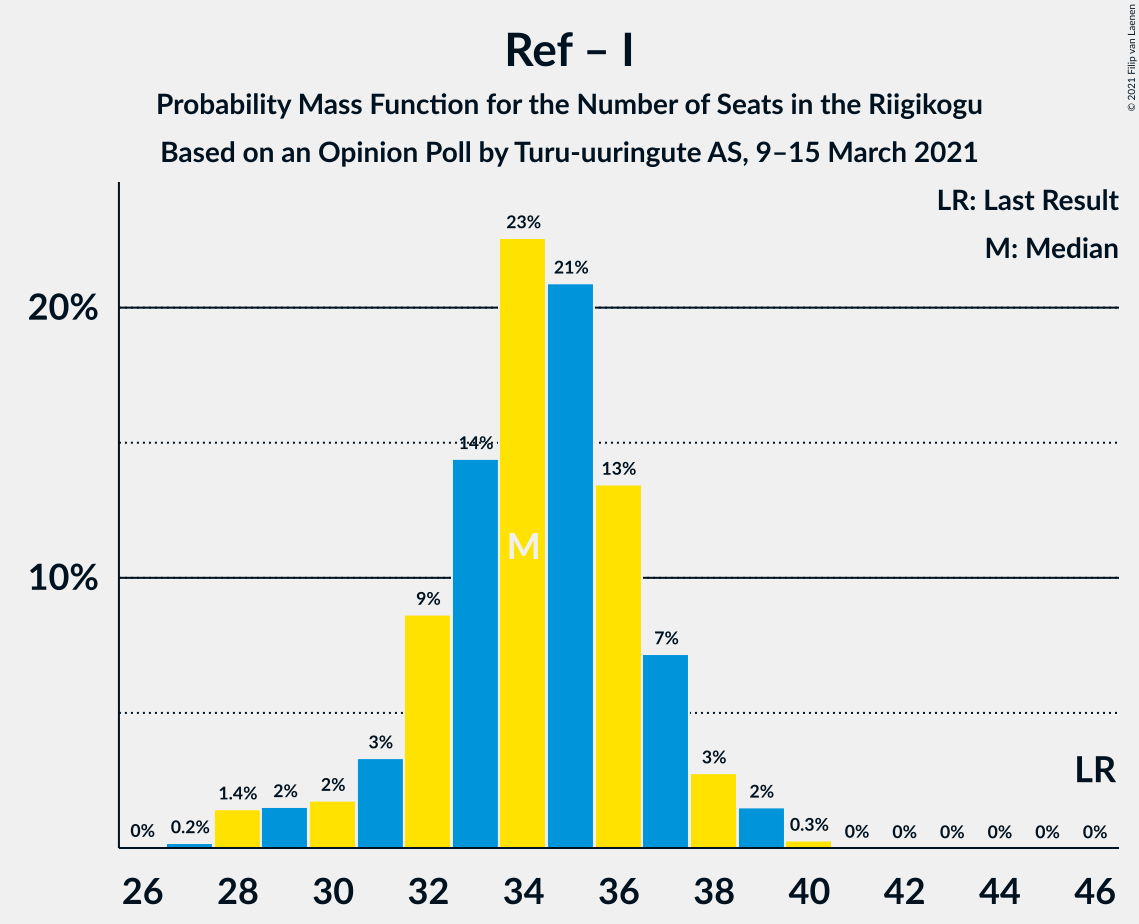 Ref – I
Probability Mass Function for the Number of Seats in the Riigikogu
Based on an Opinion Poll by Turu-uuringute AS, 9–15 March 2021
© 2021 Filip van Laenen
LR: Last Result
M: Median
20%
10%
0%
0.2%
1.4%
2%
2%
3%
9%
14%
23%
21%
13%
7%
3%
2%
0.3%
0%
0%
0%
0%
0%
0%
M
LR
26 28 30 32 34 36 38 40 42 44 46